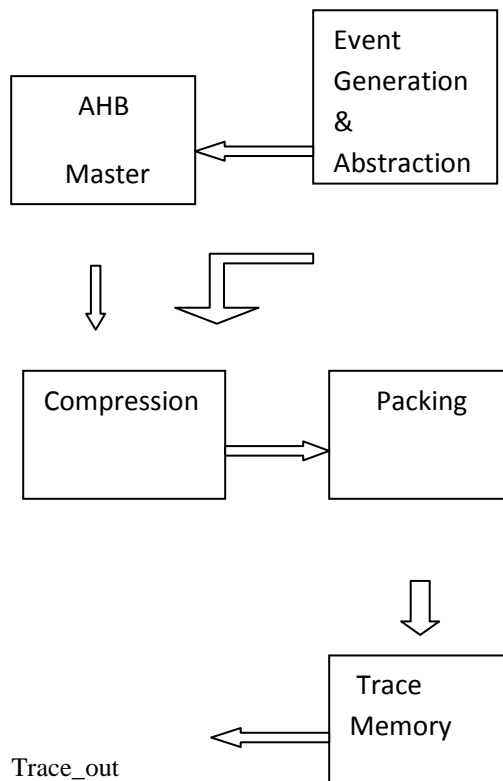 AHB
Master
Event
Generation
&
Abstraction
Compression
Packing
Trace
Memory
Trace_out